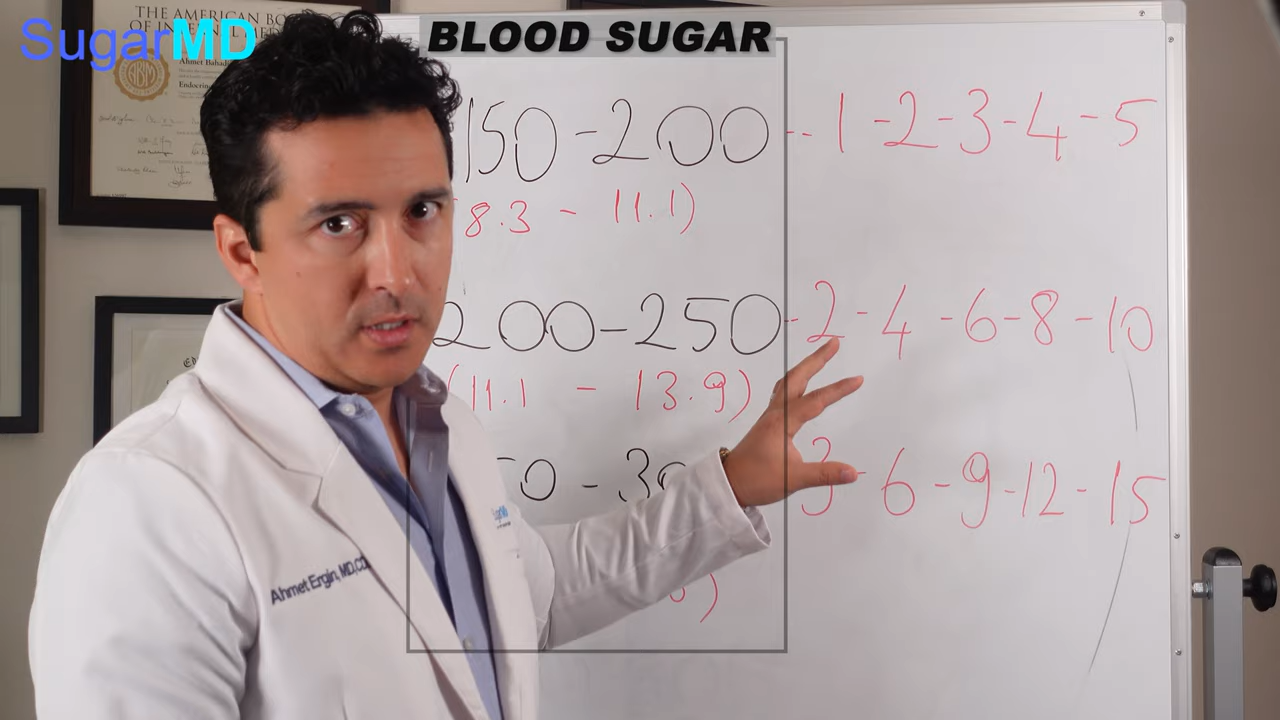 SugarMD
THE AMERICAN
OF
Ahmet
BLOOD SUGAR
150 - 200 - 1 - 2 - 3 - 4 - 5
8.3 - 11.1)
200 - 250 - 2 - 4 - 6 - 8 - 10
(11.1 - 13.9)
3 - 6 - 9 - 12 - 15
Ahmet Ergin, MD,